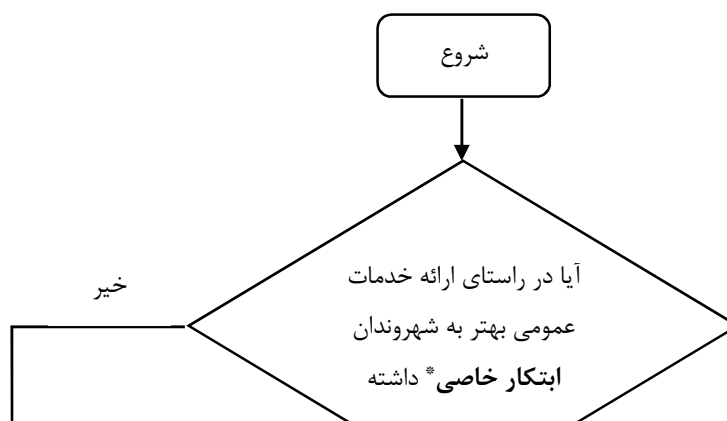 شروع
آیا در راستای ارائه خدمات
عمومی بهتر به شهروندان
ابتکار خاصی* داشته
خیر